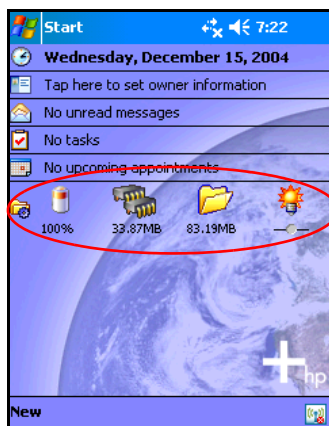 Start 7:22
Wednesday, December 15, 2004
Tap here to set owner information
No unread messages
No tasks
No upcoming appointments
100% 33.87MB 83.19MB
hp
New